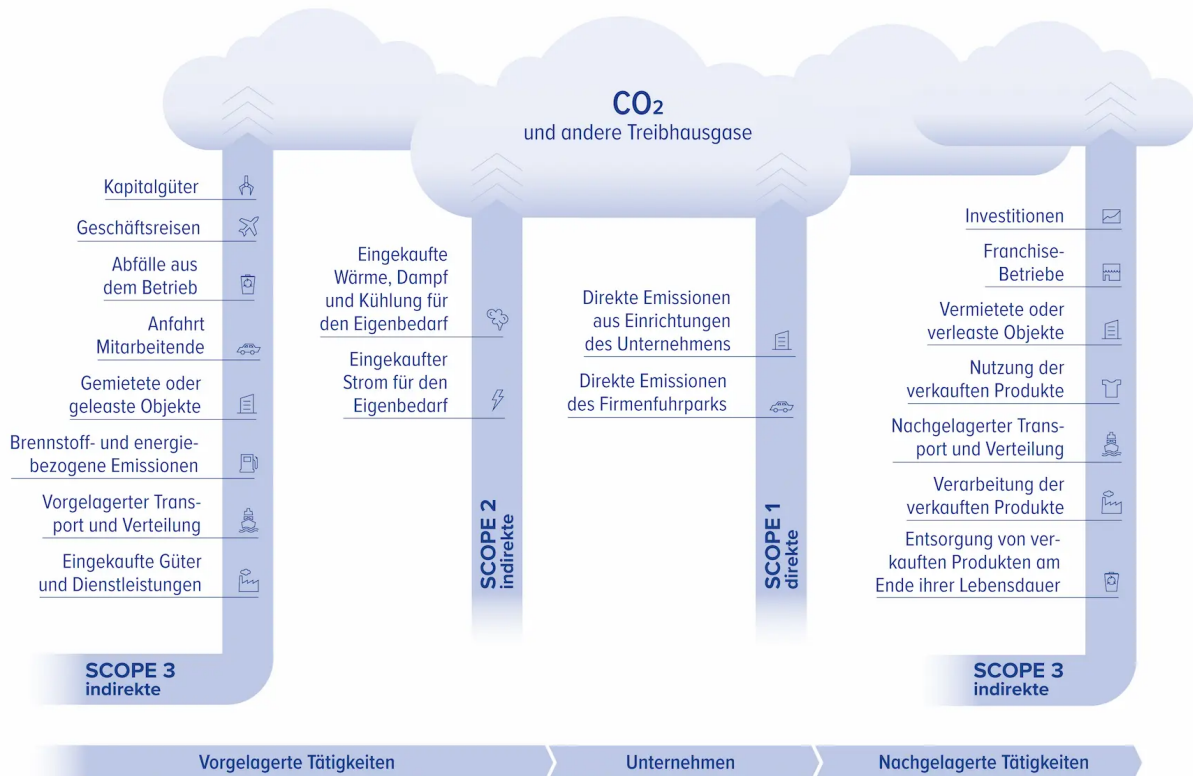 CO₂
und andere Treibhausgase
Kapitalgüter
Geschäftsreisen
Abfälle aus
dem Betrieb
Anfahrt
Mitarbeitende
Gemietete oder
geleaste Objekte
Brennstoff- und energie-
bezogene Emissionen
Vorgelagerter Trans-
port und Verteilung
Eingekaufte Güter
und Dienstleistungen
SCOPE 3
indirekte
Eingekaufte
Wärme, Dampf
und Kühlung für
den Eigenbedarf
Eingekaufter
Strom für den
Eigenbedarf
SCOPE 2
indirekte
Direkte Emissionen
aus Einrichtungen
des Unternehmens
Direkte Emissionen
des Firmenfuhrparks
SCOPE 1
direkte
Investitionen
Franchise-
Betriebe
Vermietete oder
verleaste Objekte
Nutzung der
verkauften Produkte
Nachgelagerter Trans-
port und Verteilung
Verarbeitung der
verkauften Produkte
Entsorgung von ver-
kauften Produkten am
Ende ihrer Lebensdauer
SCOPE 3
indirekte
Vorgelagerte Tätigkeiten
Unternehmen
Nachgelagerte Tätigkeiten